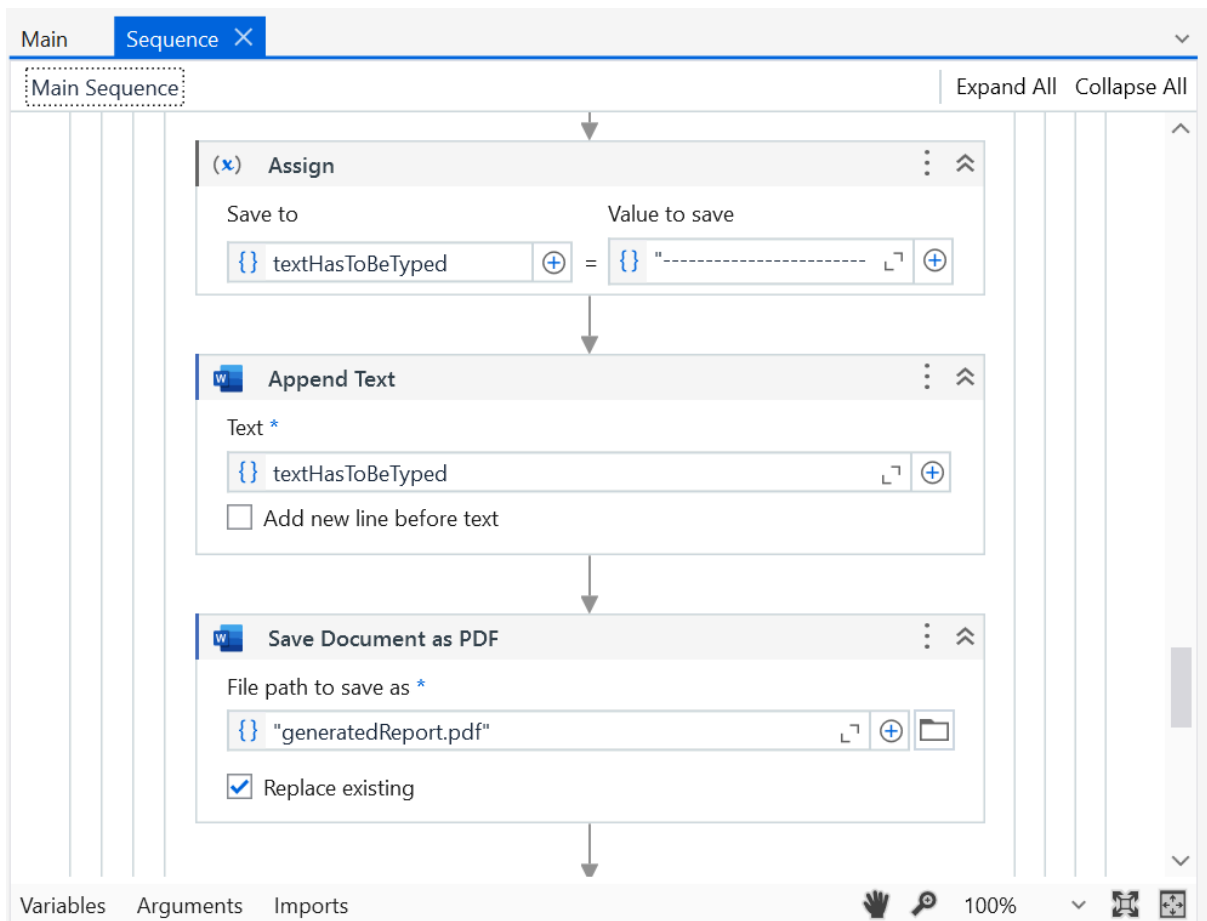 Main Sequence
Main Sequence Expand All Collapse All
(x) Assign
Save to Value to save
{} textHasToBeTyped = {} "------------------------
W Append Text
Text *
{} textHasToBeTyped
Add new line before text
W Save Document as PDF
File path to save as *
{} "generatedReport.pdf"
Replace existing
Variables Arguments Imports 100%